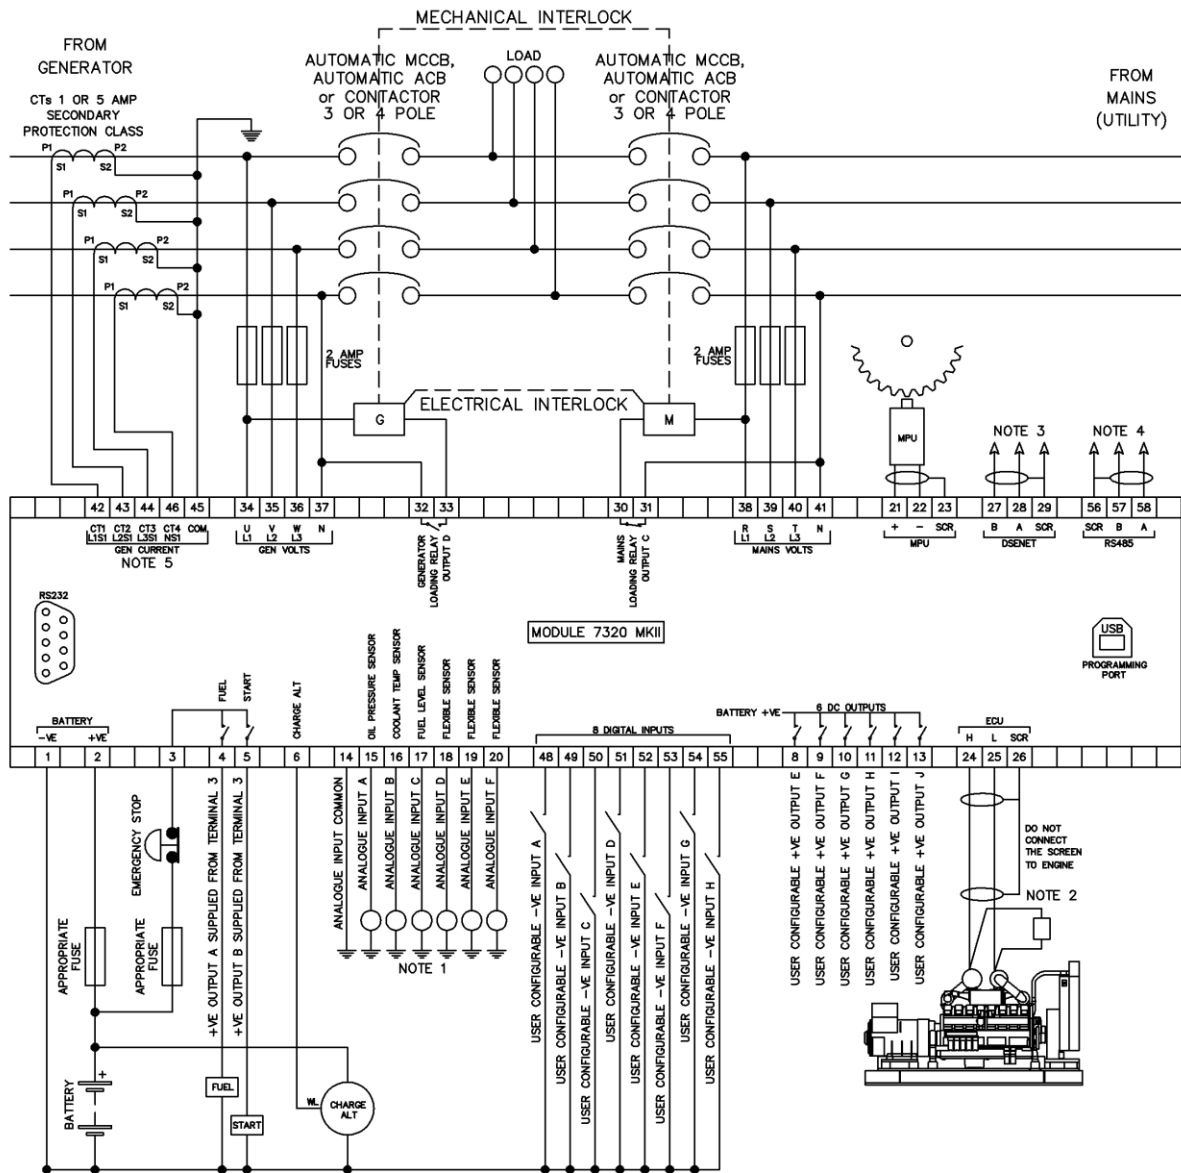 MECHANICAL INTERLOCK
FROM
GENERATOR
AUTOMATIC MCCB,
AUTOMATIC ACB
or CONTACTOR
3 OR 4 POLE
LOAD
AUTOMATIC MCCB,
AUTOMATIC ACB
or CONTACTOR
3 OR 4 POLE
FROM
MAINS
(UTILITY)
CTs 1 OR 5 AMP
SECONDARY
PROTECTION CLASS
P1 P2
S1 S2
P1 P2
S1 S2
P1 P2
S1 S2
P1 P2
S1 S2
2 AMP
FUSES
2 AMP
FUSES
ELECTRICAL INTERLOCK
G
M
MPU
NOTE 3
NOTE 4
42 43 44 46 45 34 35 36 37 32 33 30 31 38 39 40 41 21 22 23 27 28 29 56 57 58
CT1 CT2 CT3 CT4 COM
L1S1 L2S1 L3S1 NS1
GEN CURRENT
NOTE 5
U V W N
L1 L2 L3
GEN VOLTS
GENERATOR
LOADING RELAY
OUTPUT D
MAINS
LOADING RELAY
OUTPUT C
R S T N
L1 L2 L3
MAINS VOLTS
+ − SCR
MPU
B A SCR
DSENET
SCR B A
RS485
RS232
MODULE 7320 MKII
USB
PROGRAMMING
PORT
BATTERY
−VE +VE
FUEL
START
CHARGE ALT
OIL PRESSURE SENSOR
COOLANT TEMP SENSOR
FUEL LEVEL SENSOR
FLEXIBLE SENSOR
FLEXIBLE SENSOR
FLEXIBLE SENSOR
8 DIGITAL INPUTS
BATTERY +VE
6 DC OUTPUTS
ECU
H L SCR
1 2 3 4 5 6 14 15 16 17 18 19 20 48 49 50 51 52 53 54 55 8 9 10 11 12 13 24 25 26
EMERGENCY STOP
APPROPRIATE
FUSE
APPROPRIATE
FUSE
+VE OUTPUT A SUPPLIED FROM TERMINAL 3
+VE OUTPUT B SUPPLIED FROM TERMINAL 3
ANALOGUE INPUT COMMON
ANALOGUE INPUT A
ANALOGUE INPUT B
ANALOGUE INPUT C
ANALOGUE INPUT D
ANALOGUE INPUT E
ANALOGUE INPUT F
NOTE 1
USER CONFIGURABLE −VE INPUT A
USER CONFIGURABLE −VE INPUT B
USER CONFIGURABLE −VE INPUT C
USER CONFIGURABLE −VE INPUT D
USER CONFIGURABLE −VE INPUT E
USER CONFIGURABLE −VE INPUT F
USER CONFIGURABLE −VE INPUT G
USER CONFIGURABLE −VE INPUT H
USER CONFIGURABLE +VE OUTPUT E
USER CONFIGURABLE +VE OUTPUT F
USER CONFIGURABLE +VE OUTPUT G
USER CONFIGURABLE +VE OUTPUT H
USER CONFIGURABLE +VE OUTPUT I
USER CONFIGURABLE +VE OUTPUT J
DO NOT
CONNECT
THE SCREEN
TO ENGINE
NOTE 2
BATTERY
+
FUEL
START
WL
CHARGE
ALT